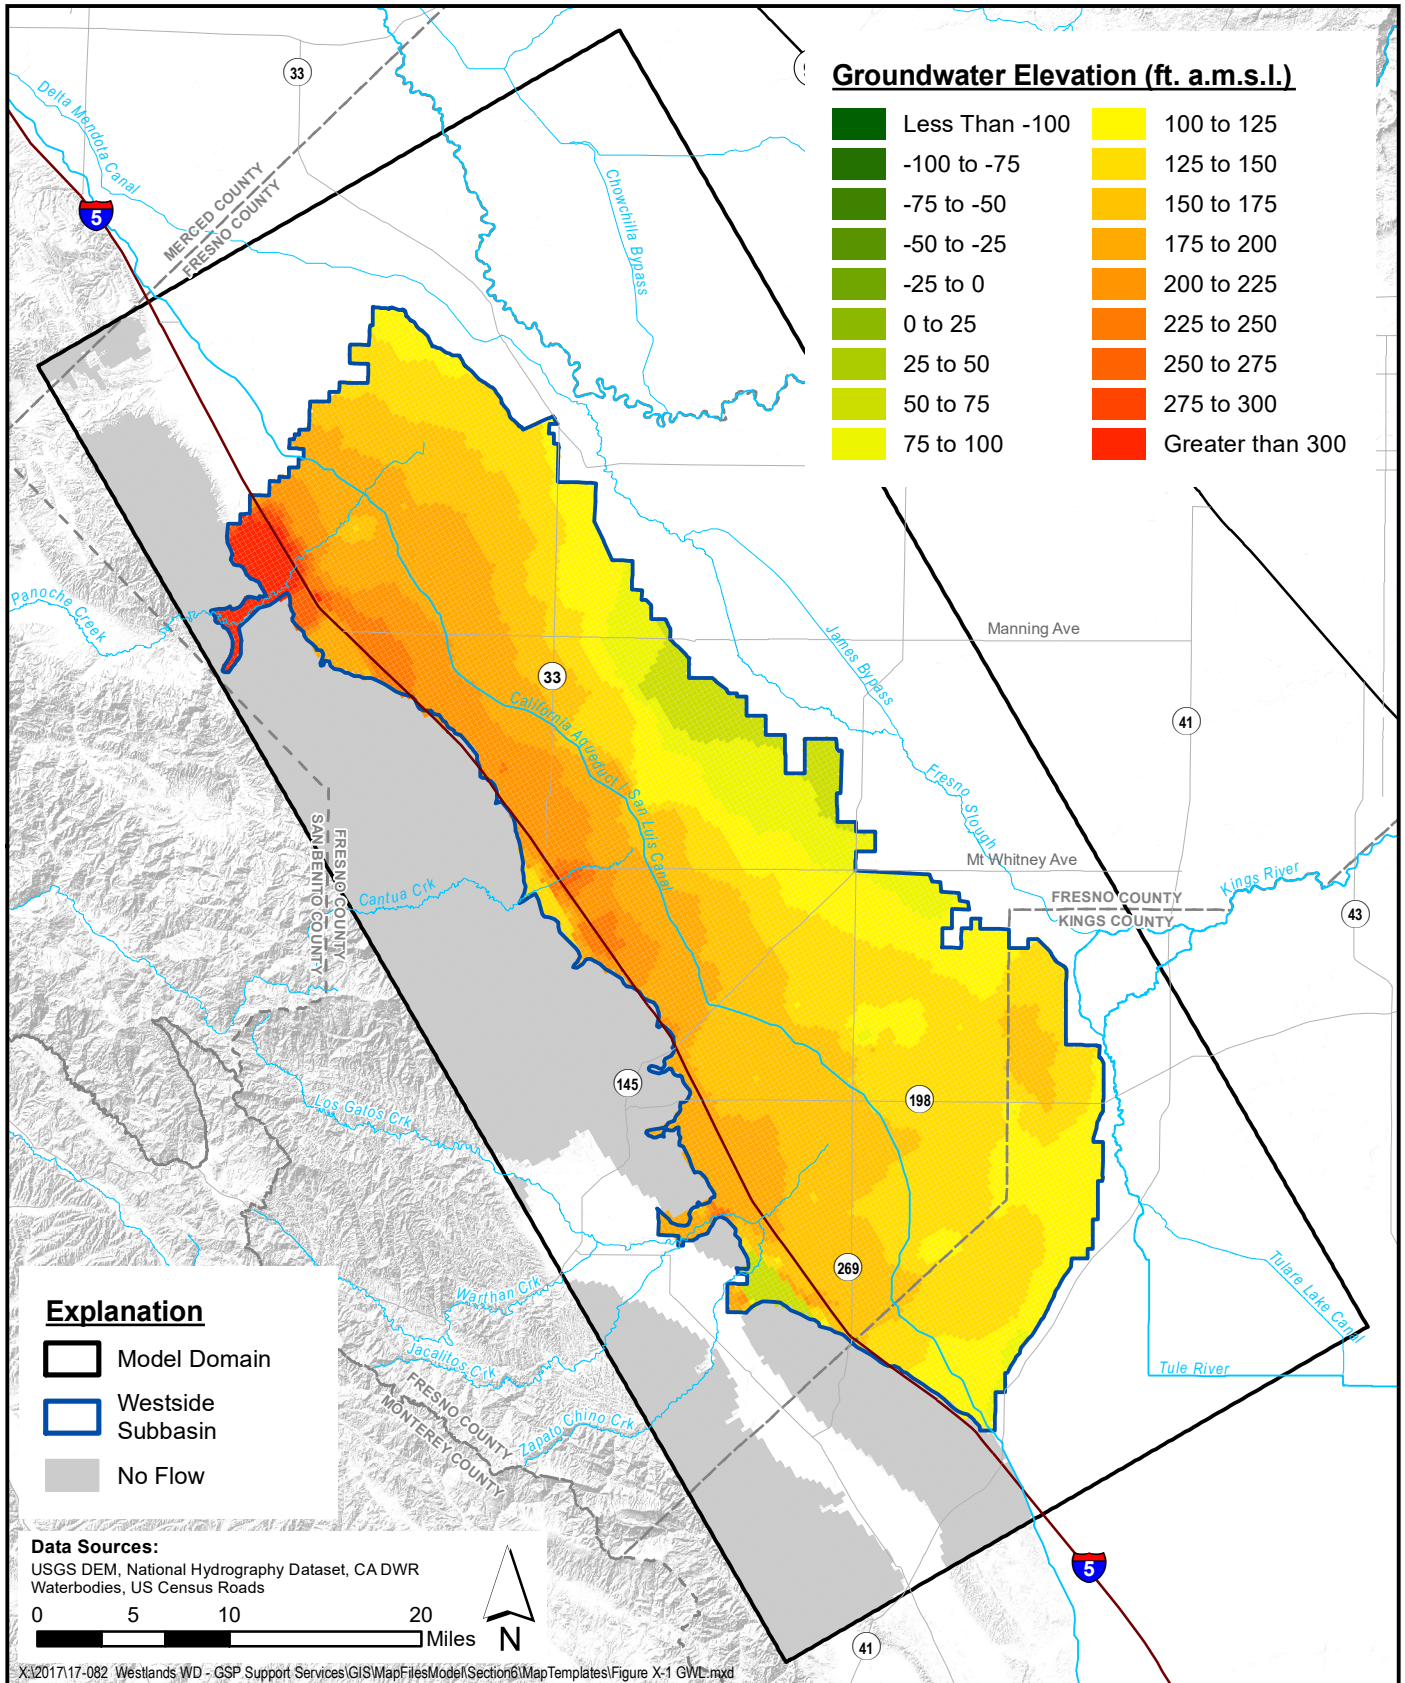 Groundwater Elevation (ft. a.m.s.l.)
Less Than -100
-100 to -75
-75 to -50
-50 to -25
-25 to 0
0 to 25
25 to 50
50 to 75
75 to 100
100 to 125
125 to 150
150 to 175
175 to 200
200 to 225
225 to 250
250 to 275
275 to 300
Greater than 300
33
Delta Mendota Canal
5
MERCED COUNTY
FRESNO COUNTY
Chowchilla Bypass
Panoche Creek
Manning Ave
James Bypass
33
41
California Aqueduct / San Luis Canal
Fresno Slough
SAN BENITO COUNTY
FRESNO COUNTY
Mt Whitney Ave
Kings River
Cantua Crk
FRESNO COUNTY
KINGS COUNTY
43
145
198
Los Gatos Crk
269
Tulare Lake Canal
Warthan Crk
Jacalitos Crk
Tule River
FRESNO COUNTY
MONTEREY COUNTY
Zapato Chino Crk
5
41
Explanation
Model Domain
Westside
Subbasin
No Flow
Data Sources:
USGS DEM, National Hydrography Dataset, CA DWR
Waterbodies, US Census Roads
0 5 10 20
Miles
N
X:\2017\17-082 Westlands WD - GSP Support Services\GIS\MapFilesModel\Section6\MapTemplates\Figure X-1 GWL.mxd